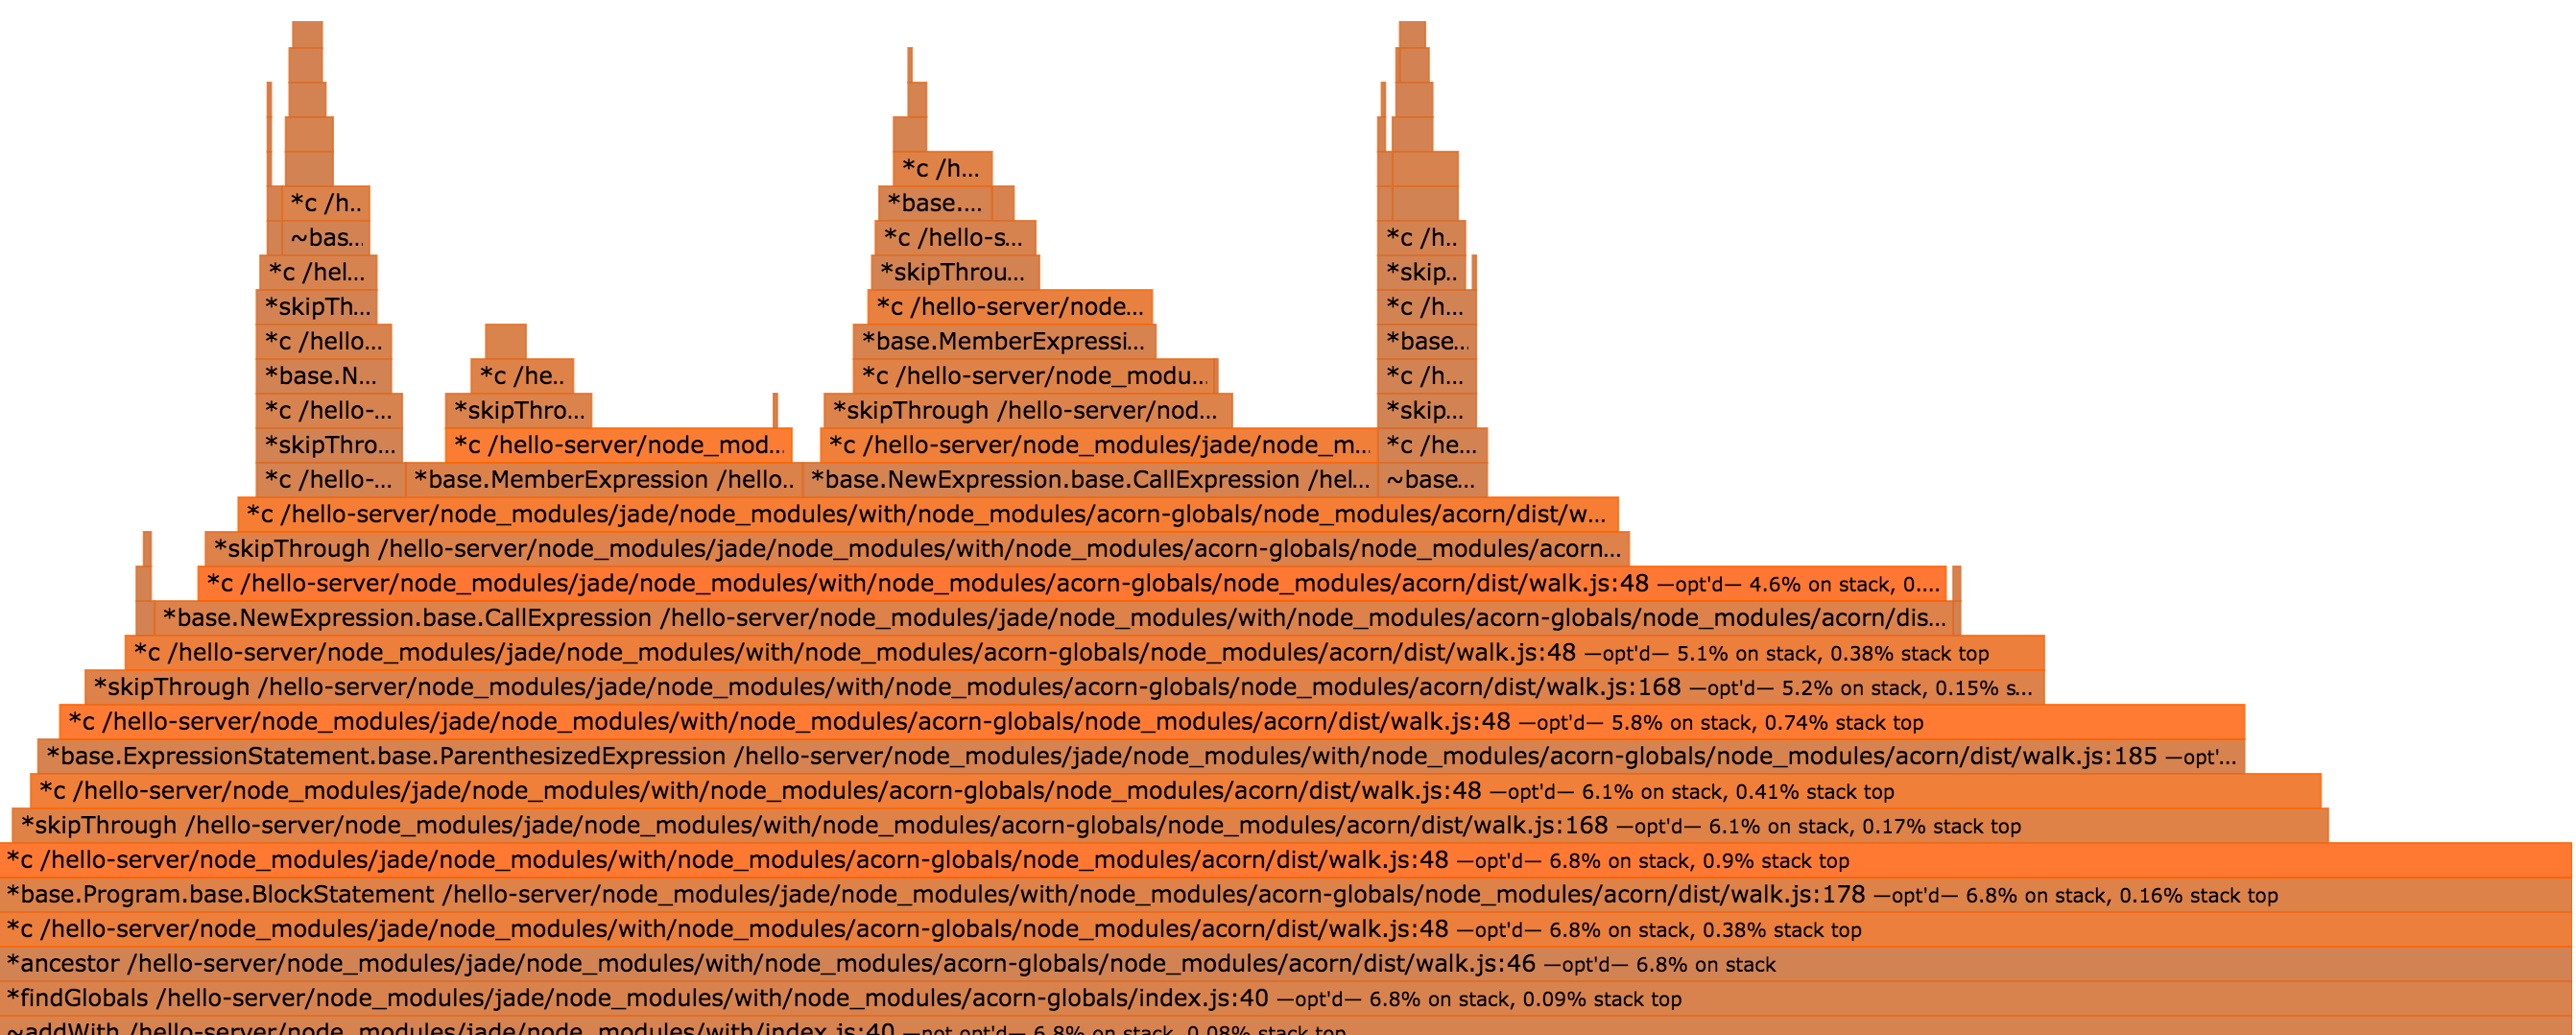 *c /h...
*c /h.. *base....
~bas... *c /hello-s... *c /h..
*c /hel... *skipThrou... *skip..
*skipTh... *c /hello-server/node... *c /h...
*c /hello... *base.MemberExpressi... *base...
*base.N... *c /he.. *c /hello-server/node_modu... *c /h...
*c /hello-... *skipThro... *skipThrough /hello-server/nod... *skip...
*skipThro... *c /hello-server/node_mod... *c /hello-server/node_modules/jade/node_m... *c /he...
*c /hello-... *base.MemberExpression /hello.. *base.NewExpression.base.CallExpression /hel... ~base...
*c /hello-server/node_modules/jade/node_modules/with/node_modules/acorn-globals/node_modules/acorn/dist/w...
*skipThrough /hello-server/node_modules/jade/node_modules/with/node_modules/acorn-globals/node_modules/acorn...
*c /hello-server/node_modules/jade/node_modules/with/node_modules/acorn-globals/node_modules/acorn/dist/walk.js:48 —opt'd— 4.6% on stack, 0....
*base.NewExpression.base.CallExpression /hello-server/node_modules/jade/node_modules/with/node_modules/acorn-globals/node_modules/acorn/dis...
*c /hello-server/node_modules/jade/node_modules/with/node_modules/acorn-globals/node_modules/acorn/dist/walk.js:48 —opt'd— 5.1% on stack, 0.38% stack top
*skipThrough /hello-server/node_modules/jade/node_modules/with/node_modules/acorn-globals/node_modules/acorn/dist/walk.js:168 —opt'd— 5.2% on stack, 0.15% s...
*c /hello-server/node_modules/jade/node_modules/with/node_modules/acorn-globals/node_modules/acorn/dist/walk.js:48 —opt'd— 5.8% on stack, 0.74% stack top
*base.ExpressionStatement.base.ParenthesizedExpression /hello-server/node_modules/jade/node_modules/with/node_modules/acorn-globals/node_modules/acorn/dist/walk.js:185 —opt'...
*c /hello-server/node_modules/jade/node_modules/with/node_modules/acorn-globals/node_modules/acorn/dist/walk.js:48 —opt'd— 6.1% on stack, 0.41% stack top
*skipThrough /hello-server/node_modules/jade/node_modules/with/node_modules/acorn-globals/node_modules/acorn/dist/walk.js:168 —opt'd— 6.1% on stack, 0.17% stack top
*c /hello-server/node_modules/jade/node_modules/with/node_modules/acorn-globals/node_modules/acorn/dist/walk.js:48 —opt'd— 6.8% on stack, 0.9% stack top
*base.Program.base.BlockStatement /hello-server/node_modules/jade/node_modules/with/node_modules/acorn-globals/node_modules/acorn/dist/walk.js:178 —opt'd— 6.8% on stack, 0.16% stack top
*c /hello-server/node_modules/jade/node_modules/with/node_modules/acorn-globals/node_modules/acorn/dist/walk.js:48 —opt'd— 6.8% on stack, 0.38% stack top
*ancestor /hello-server/node_modules/jade/node_modules/with/node_modules/acorn-globals/node_modules/acorn/dist/walk.js:46 —opt'd— 6.8% on stack
*findGlobals /hello-server/node_modules/jade/node_modules/with/node_modules/acorn-globals/index.js:40 —opt'd— 6.8% on stack, 0.09% stack top
~addWith /hello-server/node_modules/jade/node_modules/with/index.js:40 —not opt'd— 6.8% on stack, 0.08% stack top